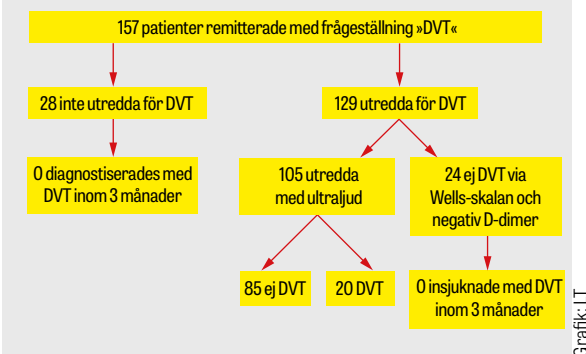 157 patienter remitterade med frågeställning »DVT«
28 inte utredda för DVT
129 utredda för DVT
0 diagnostiserades med
DVT inom 3 månader
105 utredda
med ultraljud
24 ej DVT via
Wells-skalan och
negativ D-dimer
85 ej DVT
20 DVT
0 insjuknade med DVT
inom 3 månader
Grafik: LT